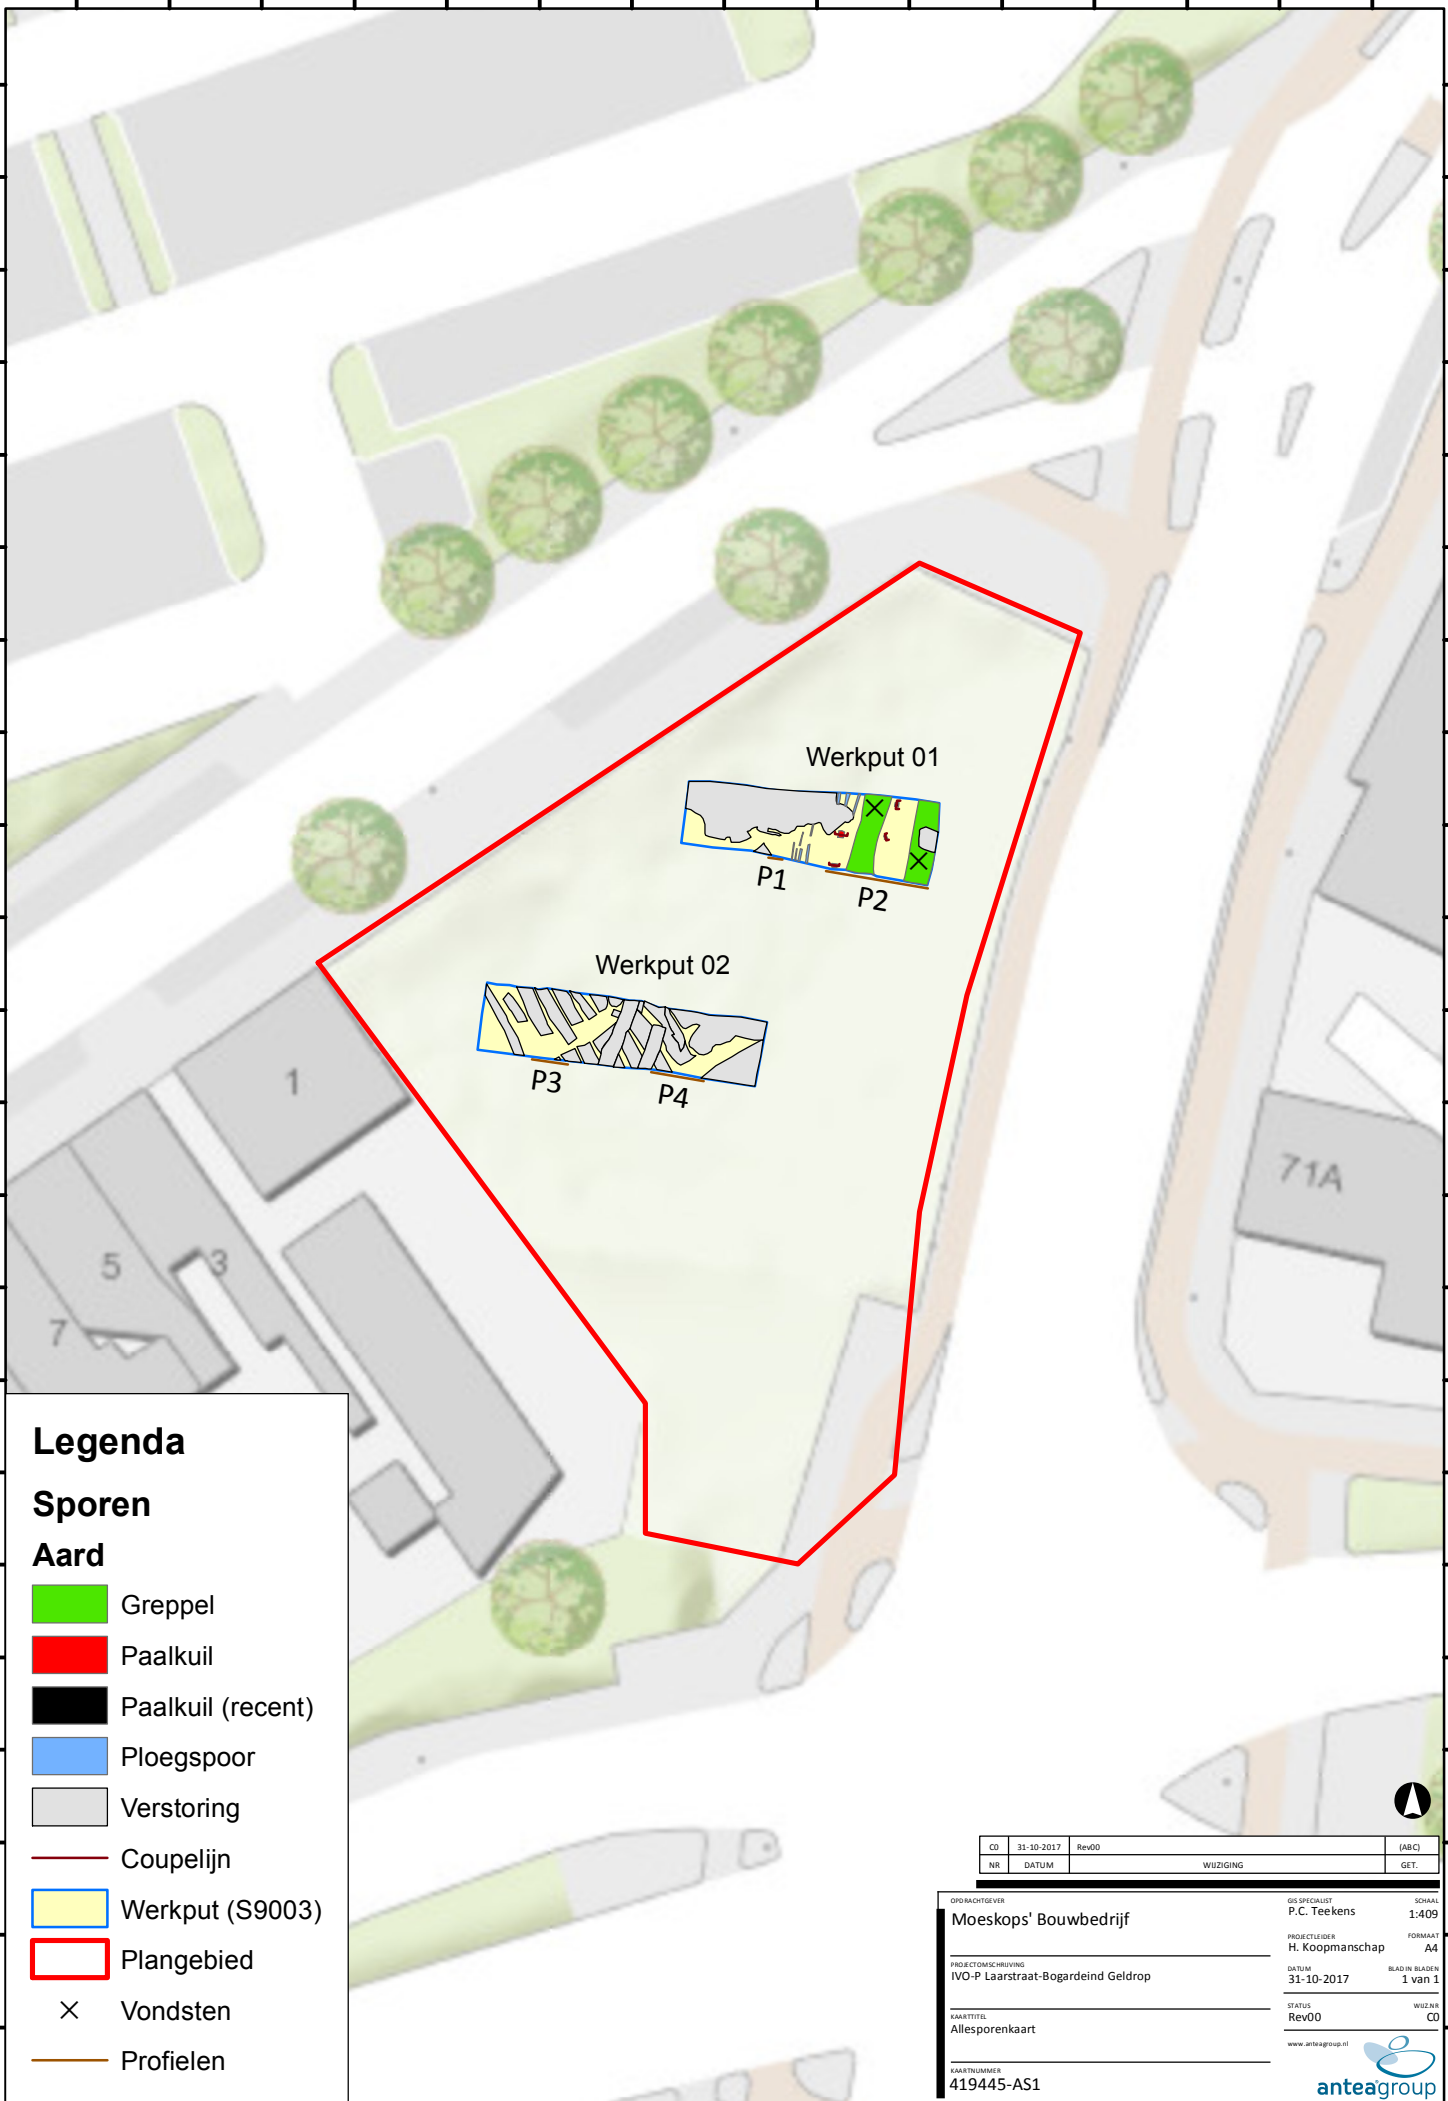 Werkput 01
P1
P2
Werkput 02
P3
P4
1
71A
5
3
7
Legenda
Sporen
Aard
Greppel
Paalkuil
Paalkuil (recent)
Ploegspoor
Verstoring
Coupelijn
Werkput (S9003)
Plangebied
Vondsten
Profielen
C0 31-10-2017 Rev00 (ABC)
NR DATUM WIJZIGING GET.
OPDRACHTGEVER
Moeskops' Bouwbedrijf
PROJECTOMSCHRIJVING
IVO-P Laarstraat-Bogardeind Geldrop
KAARTTITEL
Allesporenkaart
KAARTNUMMER
419445-AS1
GIS SPECIALIST SCHAAL
P.C. Teekens 1:409
PROJECTLEIDER FORMAAT
H. Koopmanschap A4
DATUM BLAD IN BLADEN
31-10-2017 1 van 1
STATUS WIJZ.NR
Rev00 C0
www.anteagroup.nl
anteagroup